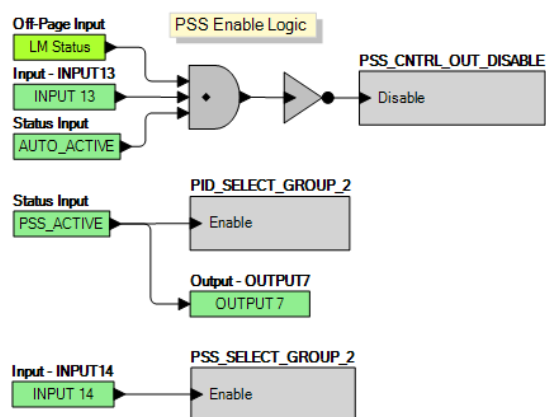 Off-Page Input
PSS Enable Logic
LM Status
PSS_CNTRL_OUT_DISABLE
Input - INPUT13
INPUT 13
Disable
Status Input
AUTO_ACTIVE
PID_SELECT_GROUP_2
Status Input
PSS_ACTIVE
Enable
Output - OUTPUT7
OUTPUT 7
PSS_SELECT_GROUP_2
Input - INPUT14
INPUT 14
Enable